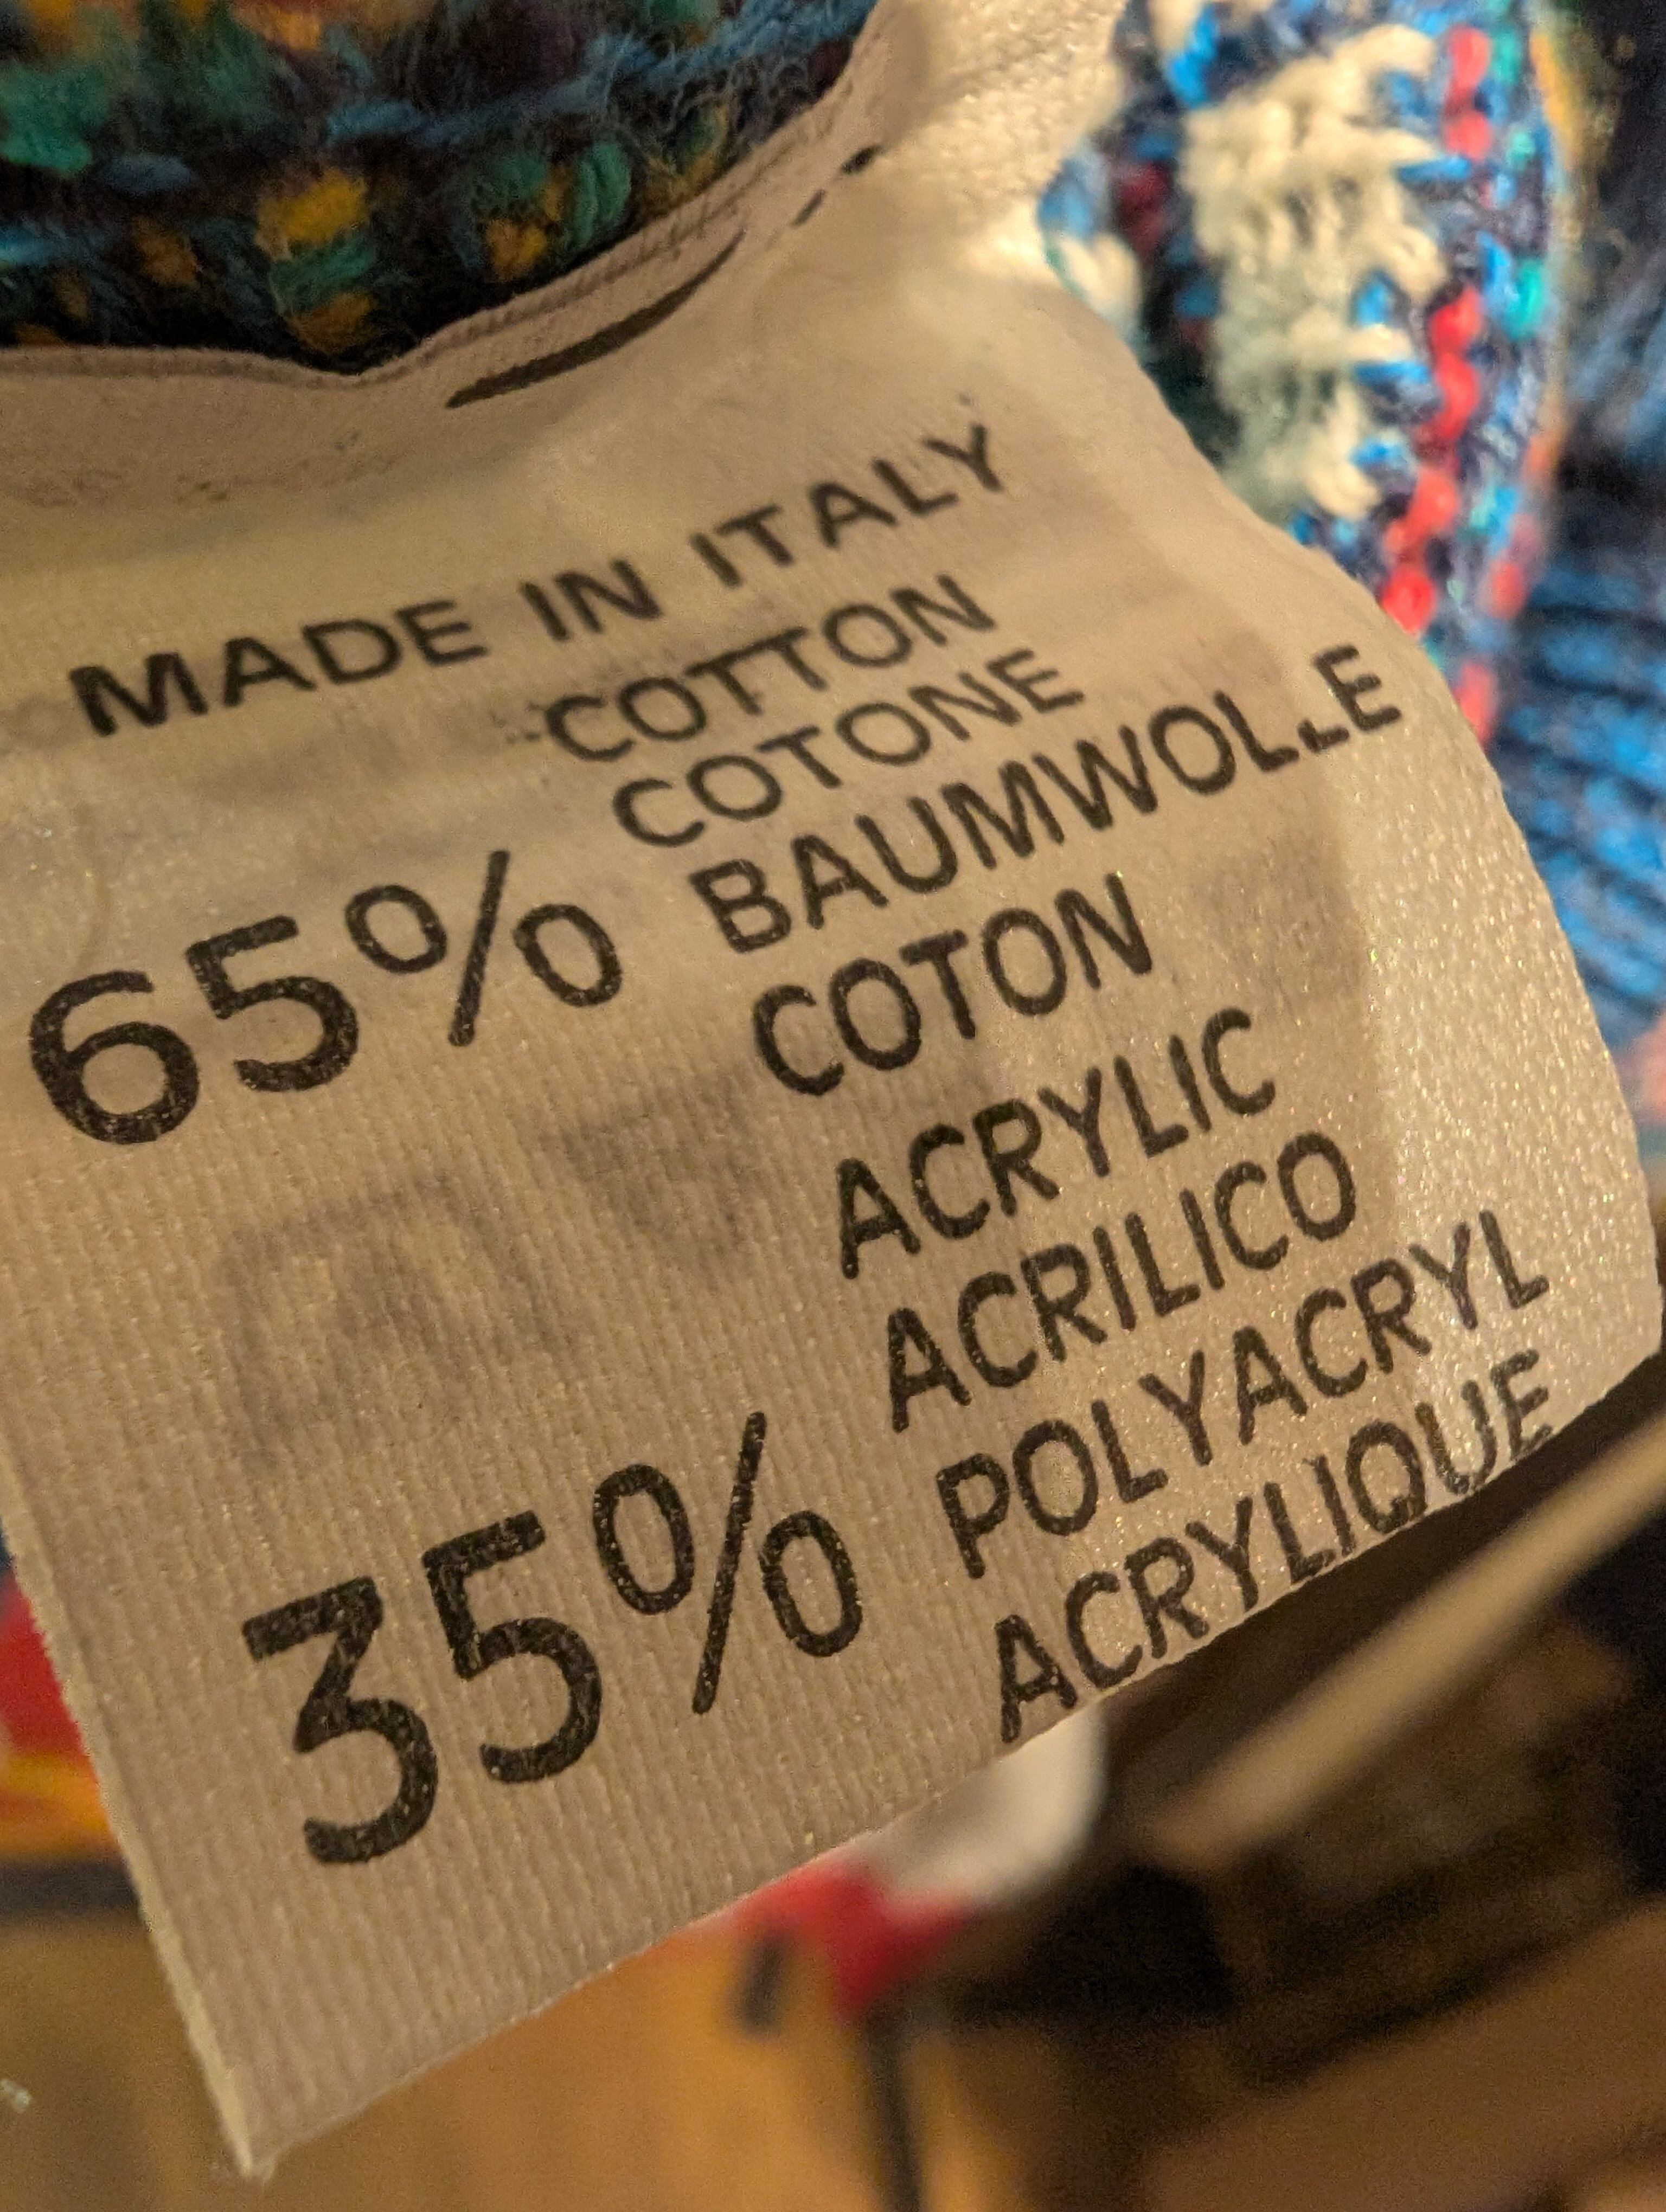 MADE IN ITALY
COTTON
COTONE
65% BAUMWOLLE
COTON
ACRYLIC
ACRILICO
35% POLYACRYL
ACRYLIQUE